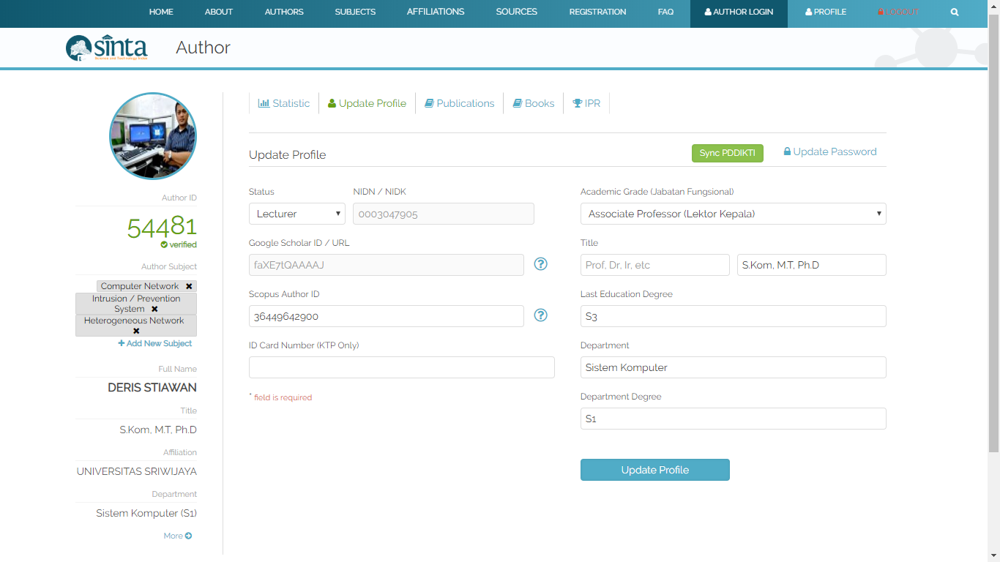 HOME ABOUT AUTHORS SUBJECTS AFFILIATIONS SOURCES REGISTRATION FAQ AUTHOR LOGIN PROFILE LOGOUT
sinta
Science and Technology Index
Author
Statistic Update Profile Publications Books IPR
Update Profile Sync PDDIKTI Update Password
Author ID
54481
verified
Author Subject
Computer Network ✖
Intrusion / Prevention
System ✖
Heterogeneous Network
✖
+ Add New Subject
Full Name
DERIS STIAWAN
Title
S.Kom, M.T, Ph.D
Affiliation
UNIVERSITAS SRIWIJAYA
Department
Sistem Komputer (S1)
More
Status NIDN / NIDK
Lecturer 0003047905
Google Scholar ID / URL
faXE7tQAAAAJ ?
Scopus Author ID
36449642900 ?
ID Card Number (KTP Only)
* field is required
Academic Grade (Jabatan Fungsional)
Associate Professor (Lektor Kepala)
Title
Prof, Dr, Ir, etc S.Kom, M.T, Ph.D
Last Education Degree
S3
Department
Sistem Komputer
Department Degree
S1
Update Profile